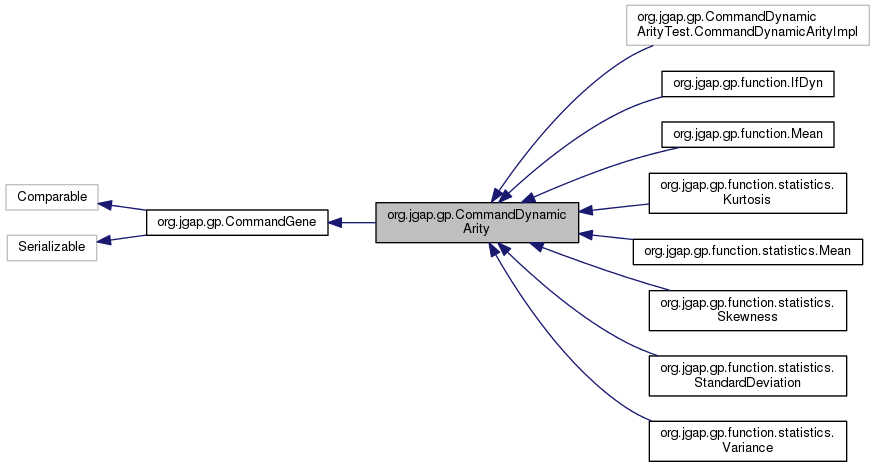 Comparable
Serializable
org.jgap.gp.CommandGene
org.jgap.gp.CommandDynamic
Arity
org.jgap.gp.CommandDynamic
ArityTest.CommandDynamicArityImpl
org.jgap.gp.function.IfDyn
org.jgap.gp.function.Mean
org.jgap.gp.function.statistics.
Kurtosis
org.jgap.gp.function.statistics.Mean
org.jgap.gp.function.statistics.
Skewness
org.jgap.gp.function.statistics.
StandardDeviation
org.jgap.gp.function.statistics.
Variance